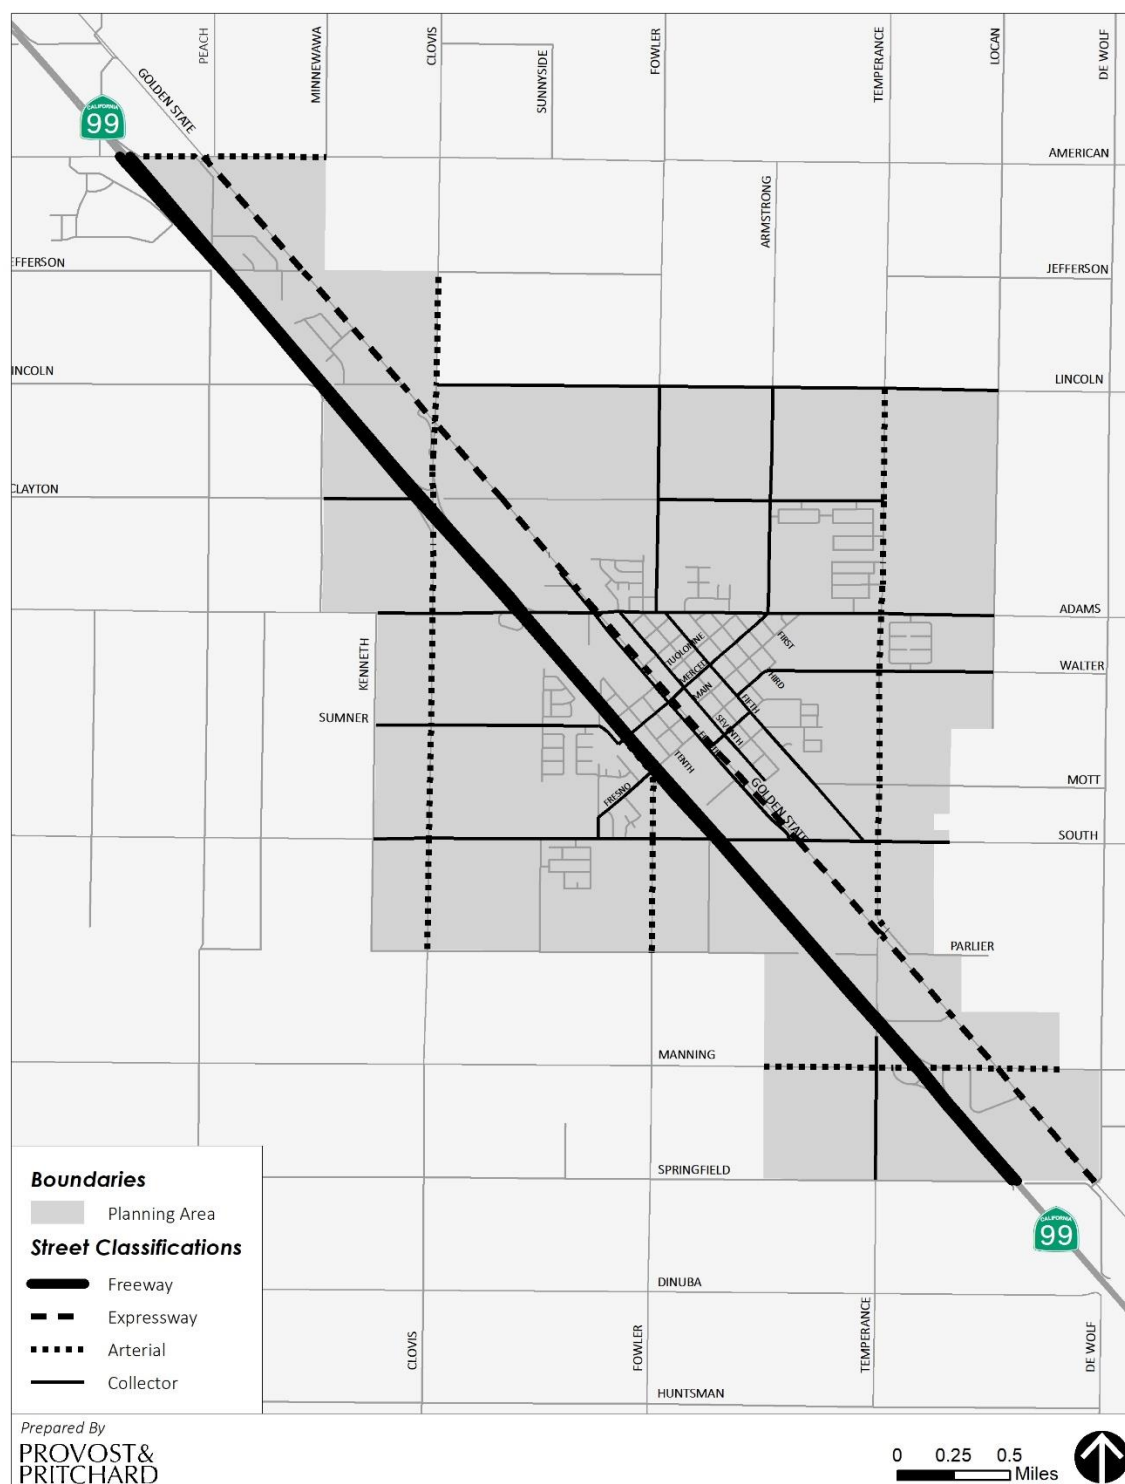 PEACH
MINNEWAWA
CLOVIS
SUNNYSIDE
FOWLER
TEMPERANCE
LOCAN
DE WOLF
GOLDEN STATE
CALIFORNIA
99
AMERICAN
ARMSTRONG
EFFERSON
JEFFERSON
INCOLN
LINCOLN
CLAYTON
ADAMS
TUOLOMNE
FIRST
KENNETH
MERCED
WALTER
THIRD
MAIN
FIFTH
SUMNER
SEVENTH
TENTH
MOTT
FRESNO
GOLDEN STATE
SOUTH
PARLIER
MANNING
SPRINGFIELD
Boundaries
Planning Area
Street Classifications
Freeway
Expressway
Arterial
Collector
CALIFORNIA
99
DINUBA
CLOVIS
FOWLER
TEMPERANCE
DE WOLF
HUNTSMAN
Prepared By
PROVOST&
PRITCHARD
0 0.25 0.5
Miles